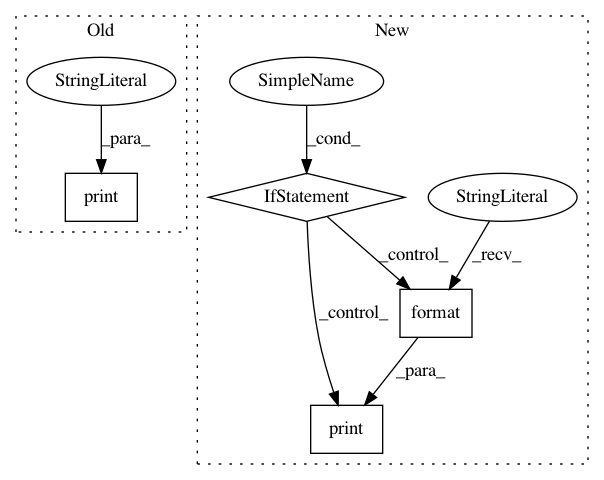 Old
StringLiteral
_para_
print
New
SimpleName
_cond_
IfStatement
StringLiteral
_control_
_recv_
_control_
format
_para_
print